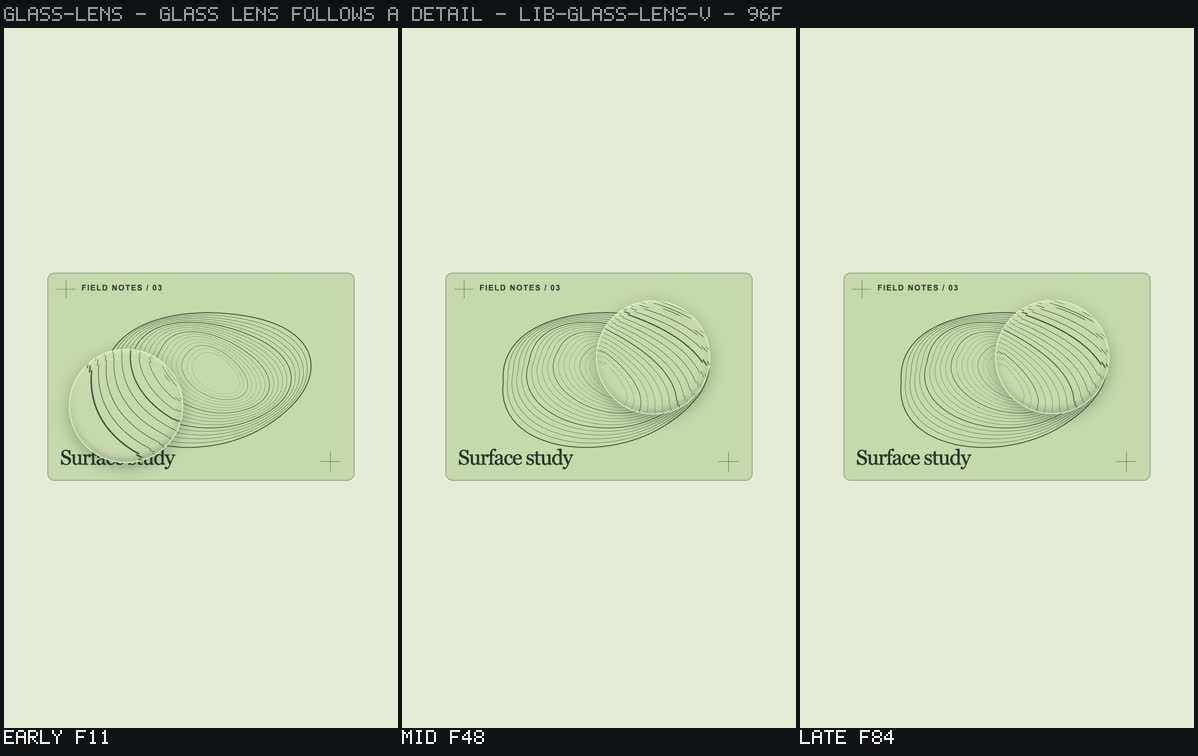 GLASS-LENS - GLASS LENS FOLLOWS A DETAIL - LIB-GLASS-LENS-V - 96F
FIELD NOTES / 03
Surface study
EARLY F11
FIELD NOTES / 03
Surface study
MID F48
FIELD NOTES / 03
Surface study
LATE F84